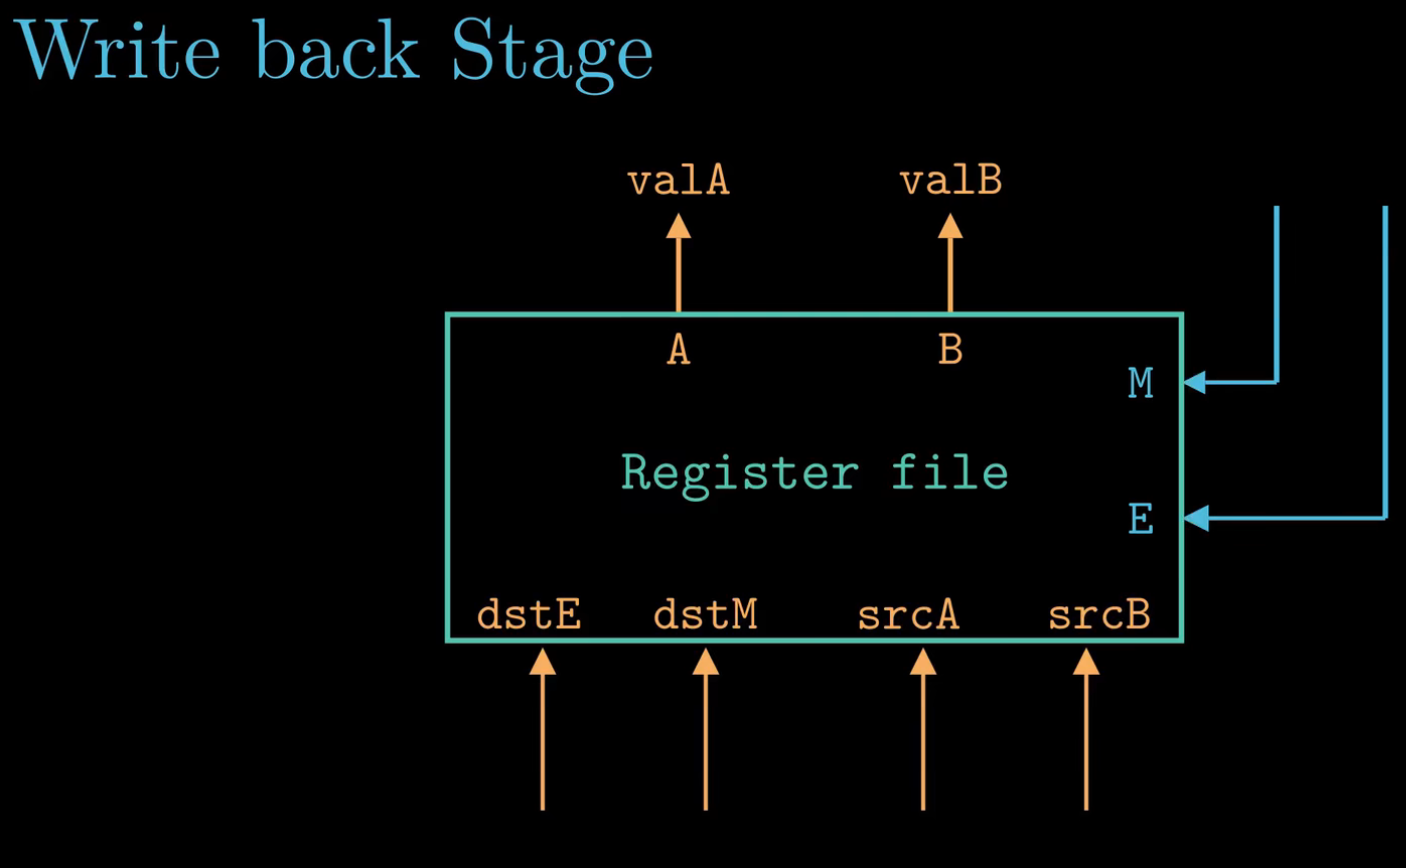 Write back Stage
valA valB
A B
M
Register file
E
dstE dstM srcA srcB